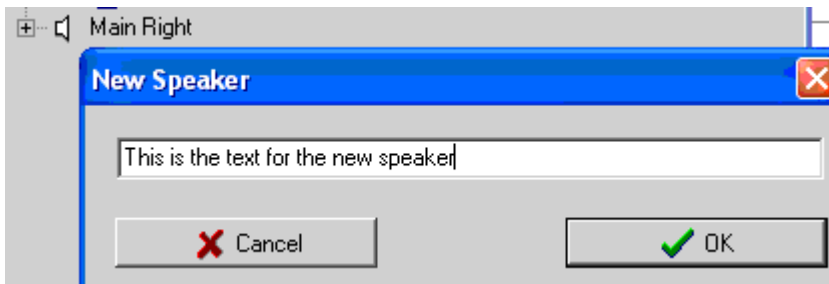 Main Right
New Speaker
This is the text for the new speaker
Cancel OK